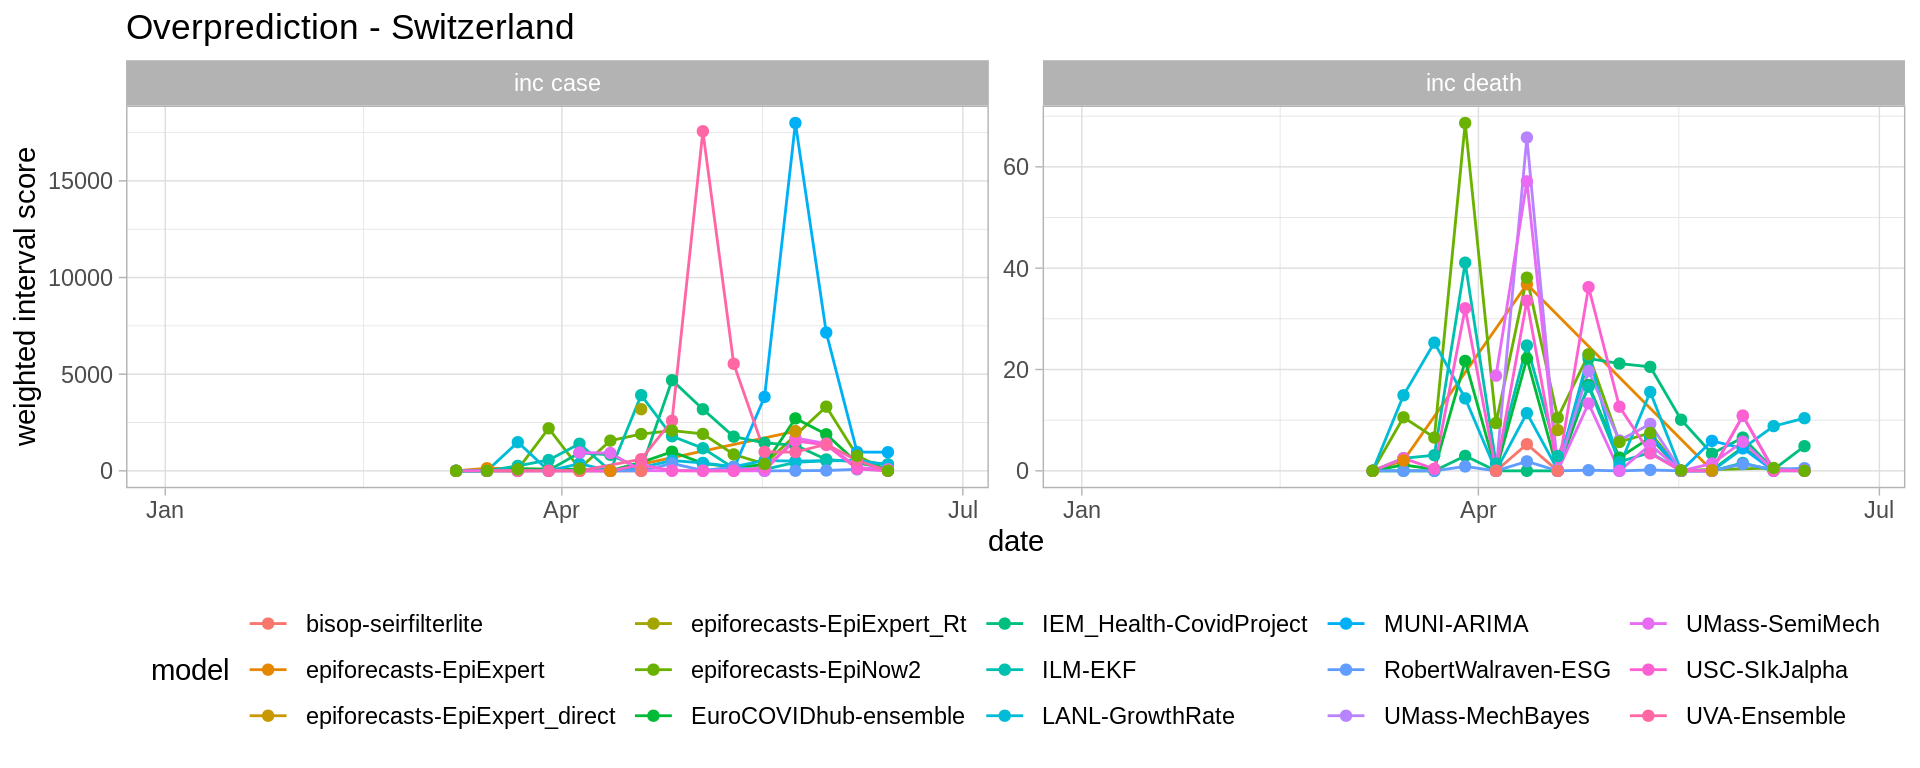 Overprediction - Switzerland
inc case
inc death
weighted interval score
15000
10000
5000
0
60
40
20
0
Jan
Apr
Jul
Jan
Apr
Jul
date
model
bisop-seirfilterlite
epiforecasts-EpiExpert
epiforecasts-EpiExpert_direct
epiforecasts-EpiExpert_Rt
epiforecasts-EpiNow2
EuroCOVIDhub-ensemble
IEM_Health-CovidProject
ILM-EKF
LANL-GrowthRate
MUNI-ARIMA
RobertWalraven-ESG
UMass-MechBayes
UMass-SemiMech
USC-SIkJalpha
UVA-Ensemble